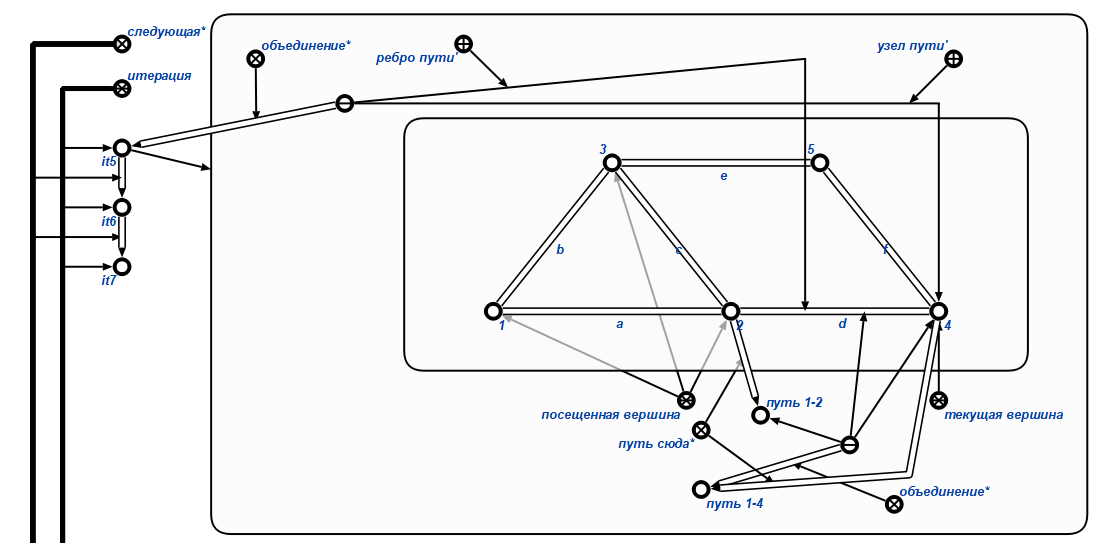 следующая*
объединение*
ребро пути'
узел пути'
итерация
it5
it6
it7
3
5
e
b
c
f
1
a
2
d
4
посещенная вершина
путь 1-2
текущая вершина
путь сюда*
объединение*
путь 1-4